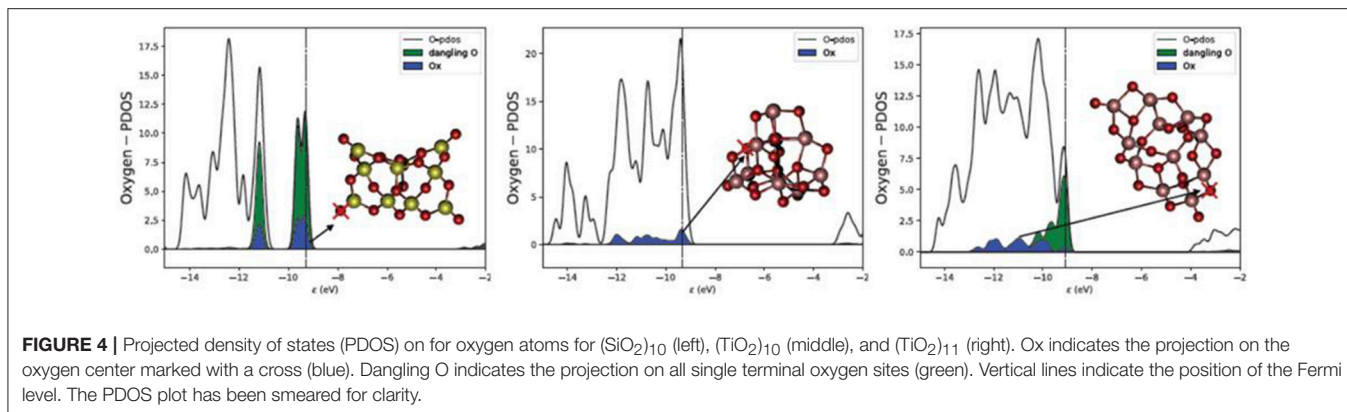 17.5
15.0
12.5
10.0
7.5
5.0
2.5
0.0
Oxygen − PDOS
O-pdos
dangling O
Ox
−14
−12
−10
−8
−6
−4
−2
ε (eV)
20
15
10
5
0
Oxygen − PDOS
O-pdos
Ox
−14
−12
−10
−8
−6
−4
−2
ε (eV)
17.5
15.0
12.5
10.0
7.5
5.0
2.5
0.0
Oxygen − PDOS
O-pdos
dangling O
Ox
−14
−12
−10
−8
−6
−4
−2
ε (eV)
FIGURE 4 | Projected density of states (PDOS) on for oxygen atoms for (SiO2)10 (left), (TiO2)10 (middle), and (TiO2)11 (right). Ox indicates the projection on the
oxygen center marked with a cross (blue). Dangling O indicates the projection on all single terminal oxygen sites (green). Vertical lines indicate the position of the Fermi
level. The PDOS plot has been smeared for clarity.